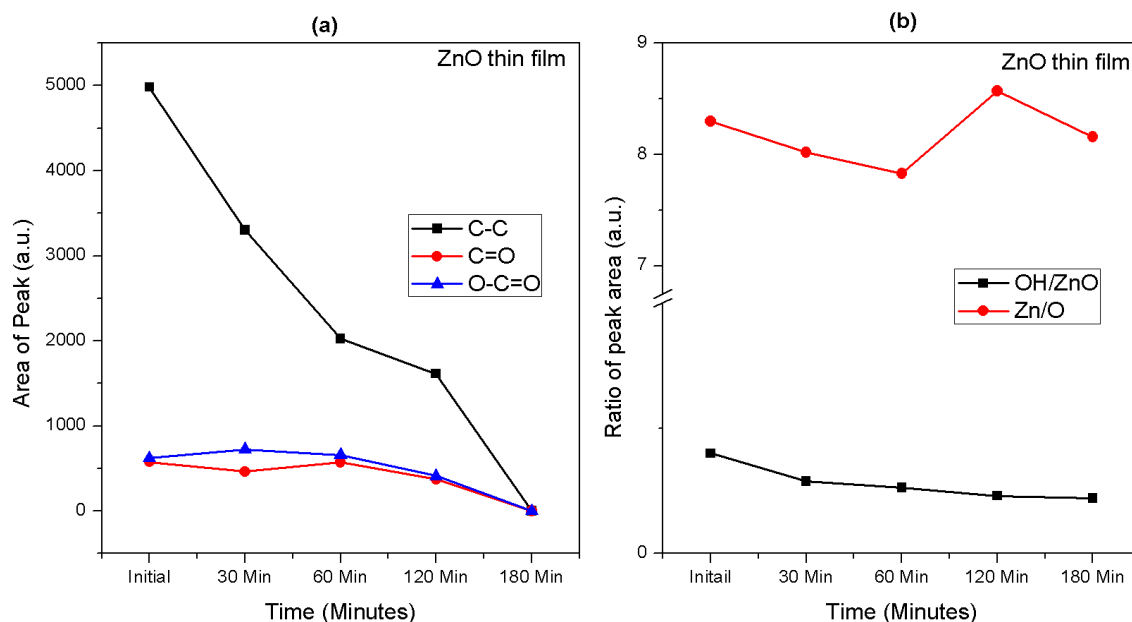 (a)
ZnO thin film
Area of Peak (a.u.)
5000
4000
3000
2000
1000
0
C-C
C=O
O-C=O
Initial 30 Min 60 Min 120 Min 180 Min
Time (Minutes)
(b)
ZnO thin film
Ratio of peak area (a.u.)
9
8
7
0
OH/ZnO
Zn/O
Initail 30 Min 60 Min 120 Min 180 Min
Time (Minutes)